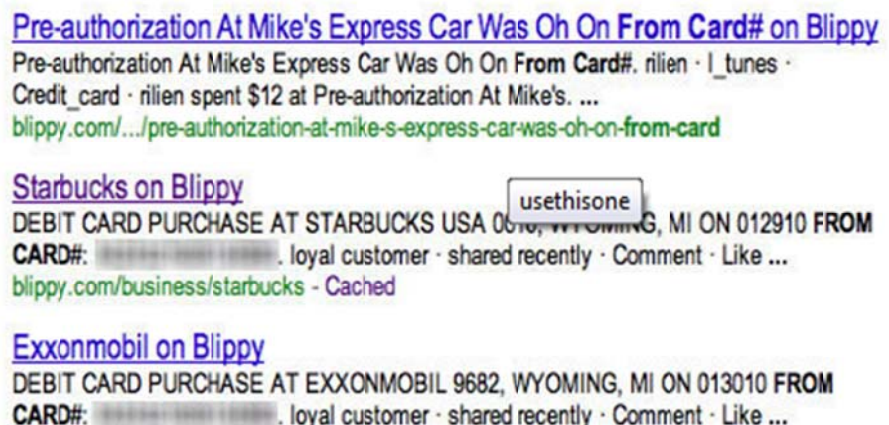 Pre-authorization At Mike's Express Car Was Oh On From Card# on Blippy
Pre-authorization At Mike's Express Car Was Oh On From Card#. rilien · l_tunes ·
Credit_card · rilien spent $12 at Pre-authorization At Mike's. ...
blippy.com/.../pre-authorization-at-mike-s-express-car-was-oh-on-from-card
Starbucks on Blippy
usethisone
DEBIT CARD PURCHASE AT STARBUCKS USA MI ON 012910 FROM
CARD#: . loyal customer · shared recently · Comment · Like ...
blippy.com/business/starbucks - Cached
Exxonmobil on Blippy
DEBIT CARD PURCHASE AT EXXONMOBIL 9682, WYOMING, MI ON 013010 FROM
CARD#: . loyal customer · shared recently · Comment · Like ...